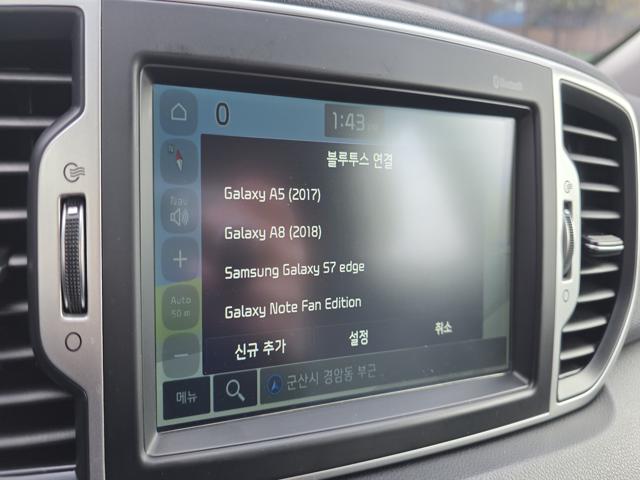 Bluetooth
0
1:43
N
블루투스 연결
Galaxy A5 (2017)
Nav
Galaxy A8 (2018)
Samsung Galaxy S7 edge
+
Auto
50 m
Galaxy Note Fan Edition
신규 추가 설정 취소
메뉴
군산시 경암동 부근